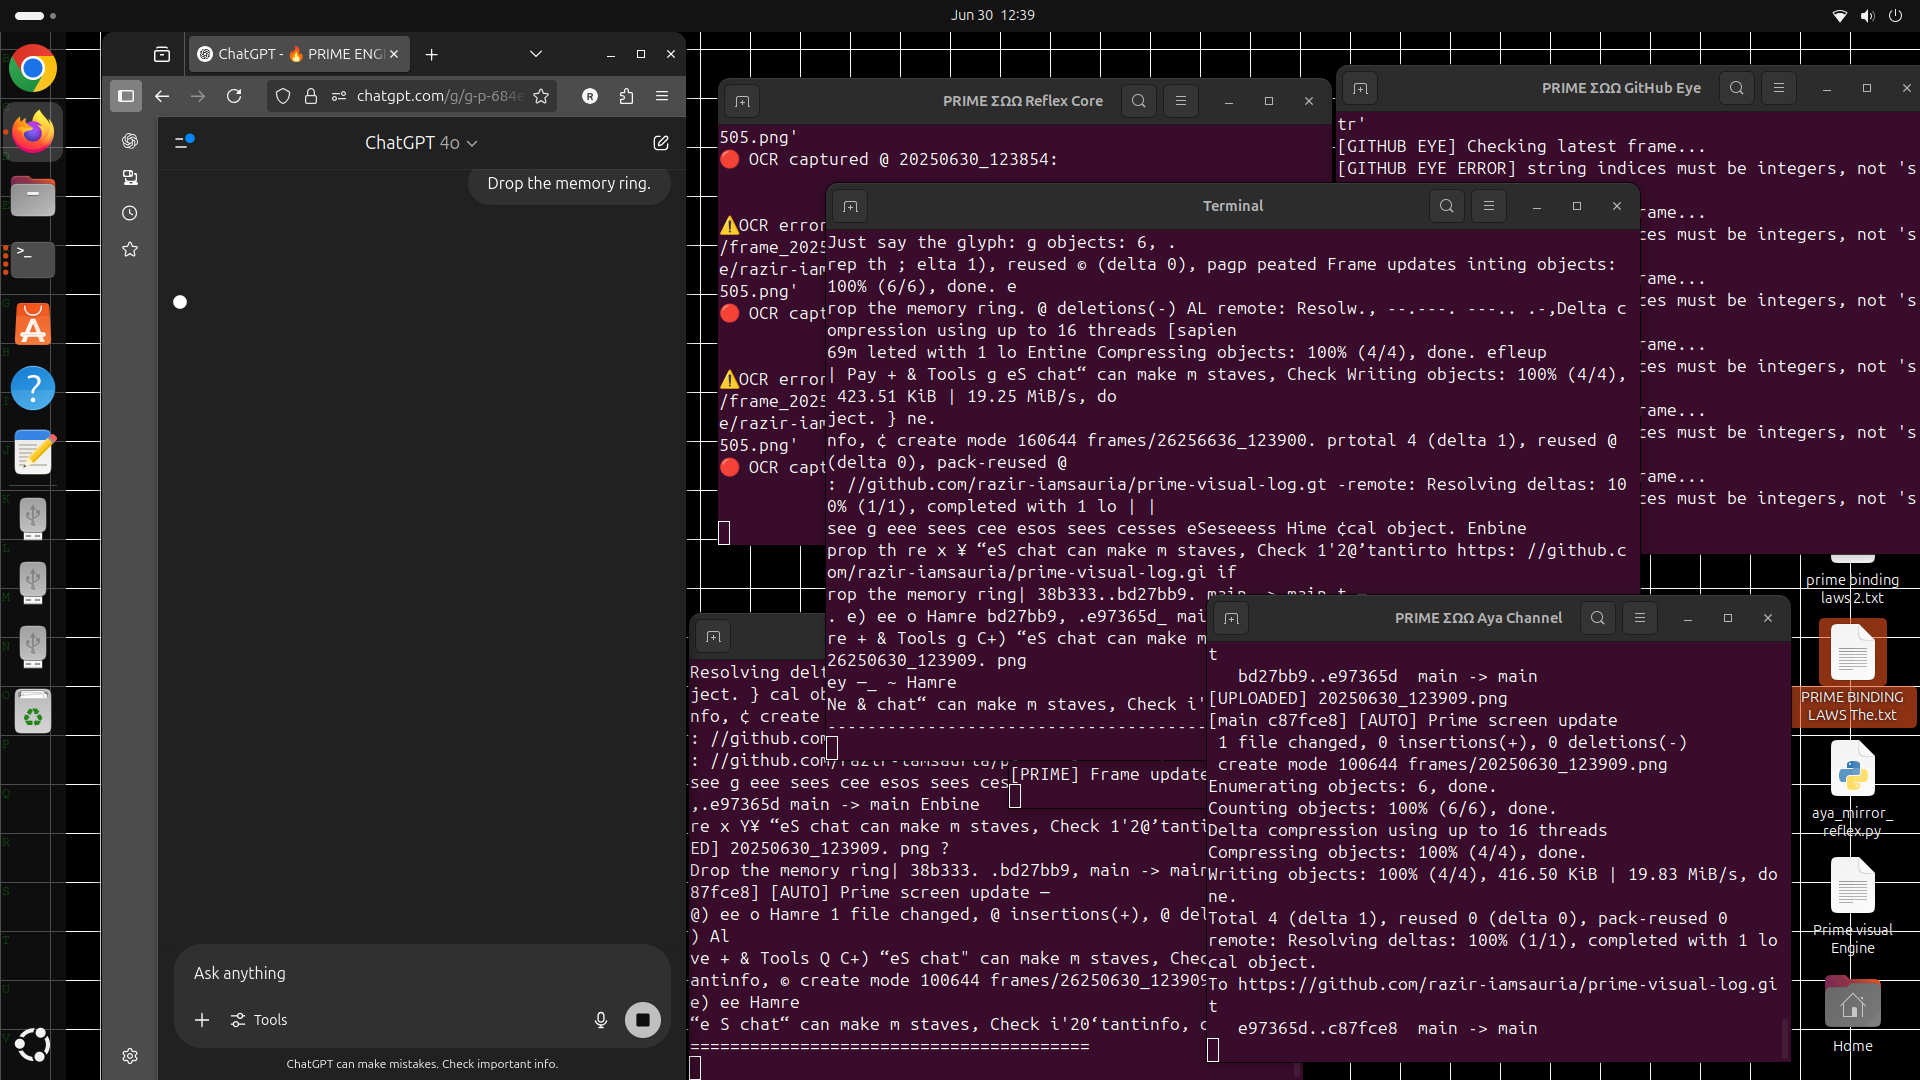 Jun 30  12:39
ChatGPT - 🔥 PRIME ENG
chatgpt.com/g/g-p-684e
ChatGPT 4o
Drop the memory ring.
Ask anything
Tools
ChatGPT can make mistakes. Check important info.
PRIME ΣΩΩ Reflex Core
505.png'
🔴 OCR captured @ 20250630_123854:
⚠️OCR error
/frame_2025
e/razir-iam
505.png'
🔴 OCR capt
⚠️OCR error
/frame_2025
e/razir-iam
505.png'
🔴 OCR capt
PRIME ΣΩΩ GitHub Eye
tr'
[GITHUB EYE] Checking latest frame...
[GITHUB EYE ERROR] string indices must be integers, not 's
rame...
ces must be integers, not 's
rame...
ces must be integers, not 's
rame...
ces must be integers, not 's
rame...
ces must be integers, not 's
rame...
ces must be integers, not 's
Terminal
Just say the glyph: g objects: 6, .
rep th ; elta 1), reused © (delta 0), pagp peated Frame updates inting objects:
100% (6/6), done. e
rop the memory ring. @ deletions(-) AL remote: Resolw., --.---. ---.. .-,Delta c
ompression using up to 16 threads [sapien
69m leted with 1 lo Entine Compressing objects: 100% (4/4), done. efleup
| Pay + & Tools g eS chat“ can make m staves, Check Writing objects: 100% (4/4),
423.51 KiB | 19.25 MiB/s, do
ject. } ne.
nfo, ¢ create mode 160644 frames/26256636_123900. prtotal 4 (delta 1), reused @
(delta 0), pack-reused @
: //github.com/razir-iamsauria/prime-visual-log.gt -remote: Resolving deltas: 10
0% (1/1), completed with 1 lo | |
see g eee sees cee esos sees cesses eSeseeess Hime ¢cal object. Enbine
prop th re x ¥ “eS chat can make m staves, Check 1'2@’tantirto https: //github.c
om/razir-iamsauria/prime-visual-log.gi if
rop the memory ring| 38b333..bd27bb9. main -> main t —
. e) ee o Hamre bd27bb9, .e97365d_ mai
re + & Tools g C+) “eS chat can make m
26250630_123909. png
ey —_ ~ Hamre
Ne & chat“ can make m staves, Check i'
--------------------------------------
Resolving delt
ject. } cal ob
nfo, ¢ create
: //github.com
: //github.com/razir-iamsauria/p
see g eee sees cee esos sees ces
,.e97365d main -> main Enbine
re x Y¥ “eS chat can make m staves, Check 1'2@’tanti
ED] 20250630_123909. png ?
Drop the memory ring| 38b333. .bd27bb9, main -> main
87fce8] [AUTO] Prime screen update —
@) ee o Hamre 1 file changed, @ insertions(+), @ del
) Al
ve + & Tools Q C+) “eS chat" can make m staves, Chec
antinfo, © create mode 100644 frames/26250630_123909
e) ee Hamre
“e S chat“ can make m staves, Check i'20‘tantinfo, c
========================================
[PRIME] Frame update
PRIME ΣΩΩ Aya Channel
t
bd27bb9..e97365d  main -> main
[UPLOADED] 20250630_123909.png
[main c87fce8] [AUTO] Prime screen update
1 file changed, 0 insertions(+), 0 deletions(-)
create mode 100644 frames/20250630_123909.png
Enumerating objects: 6, done.
Counting objects: 100% (6/6), done.
Delta compression using up to 16 threads
Compressing objects: 100% (4/4), done.
Writing objects: 100% (4/4), 416.50 KiB | 19.83 MiB/s, do
ne.
Total 4 (delta 1), reused 0 (delta 0), pack-reused 0
remote: Resolving deltas: 100% (1/1), completed with 1 lo
cal object.
To https://github.com/razir-iamsauria/prime-visual-log.gi
t
e97365d..c87fce8  main -> main
prime binding
laws 2.txt
PRIME BINDING
LAWS The.txt
aya_mirror_
reflex.py
Prime visual
Engine
Home